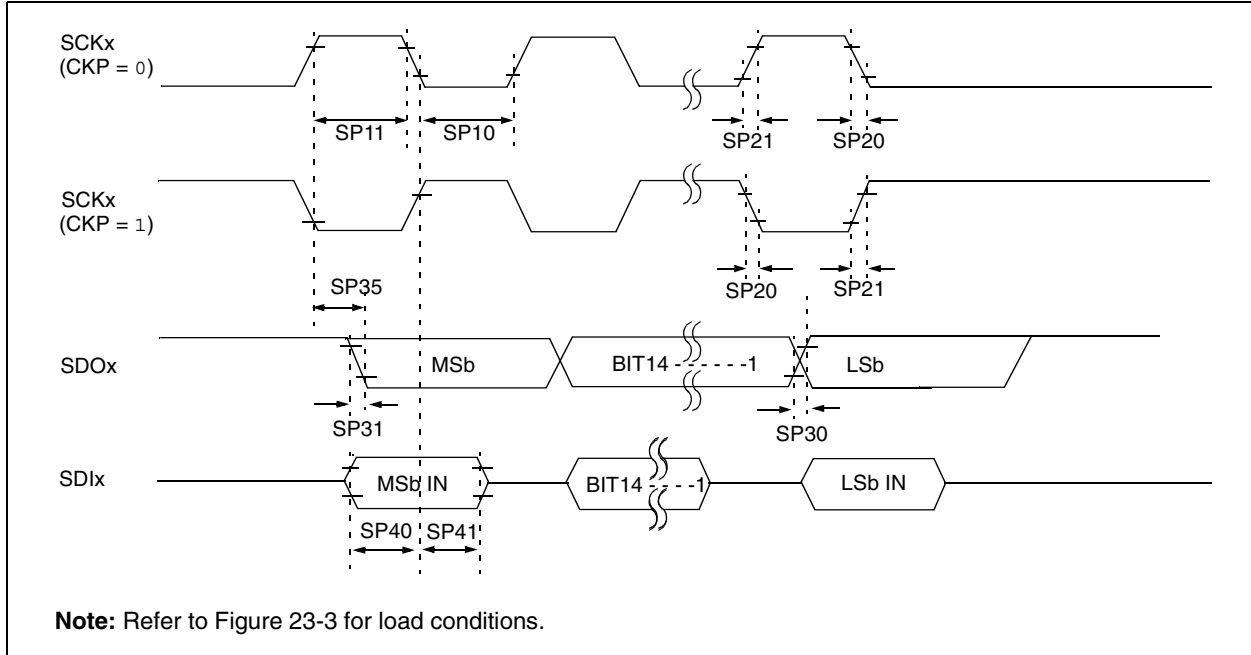 SCKx
(CKP = 0)
SP11
SP10
SP21
SP20
SCKx
(CKP = 1)
SP35
SP20
SP21
SDOx
MSb
BIT14 - - - - - -1
LSb
SP31
SP30
SDIx
MSb IN
BIT14 - - - - -1
LSb IN
SP40
SP41
Note: Refer to Figure 23-3 for load conditions.